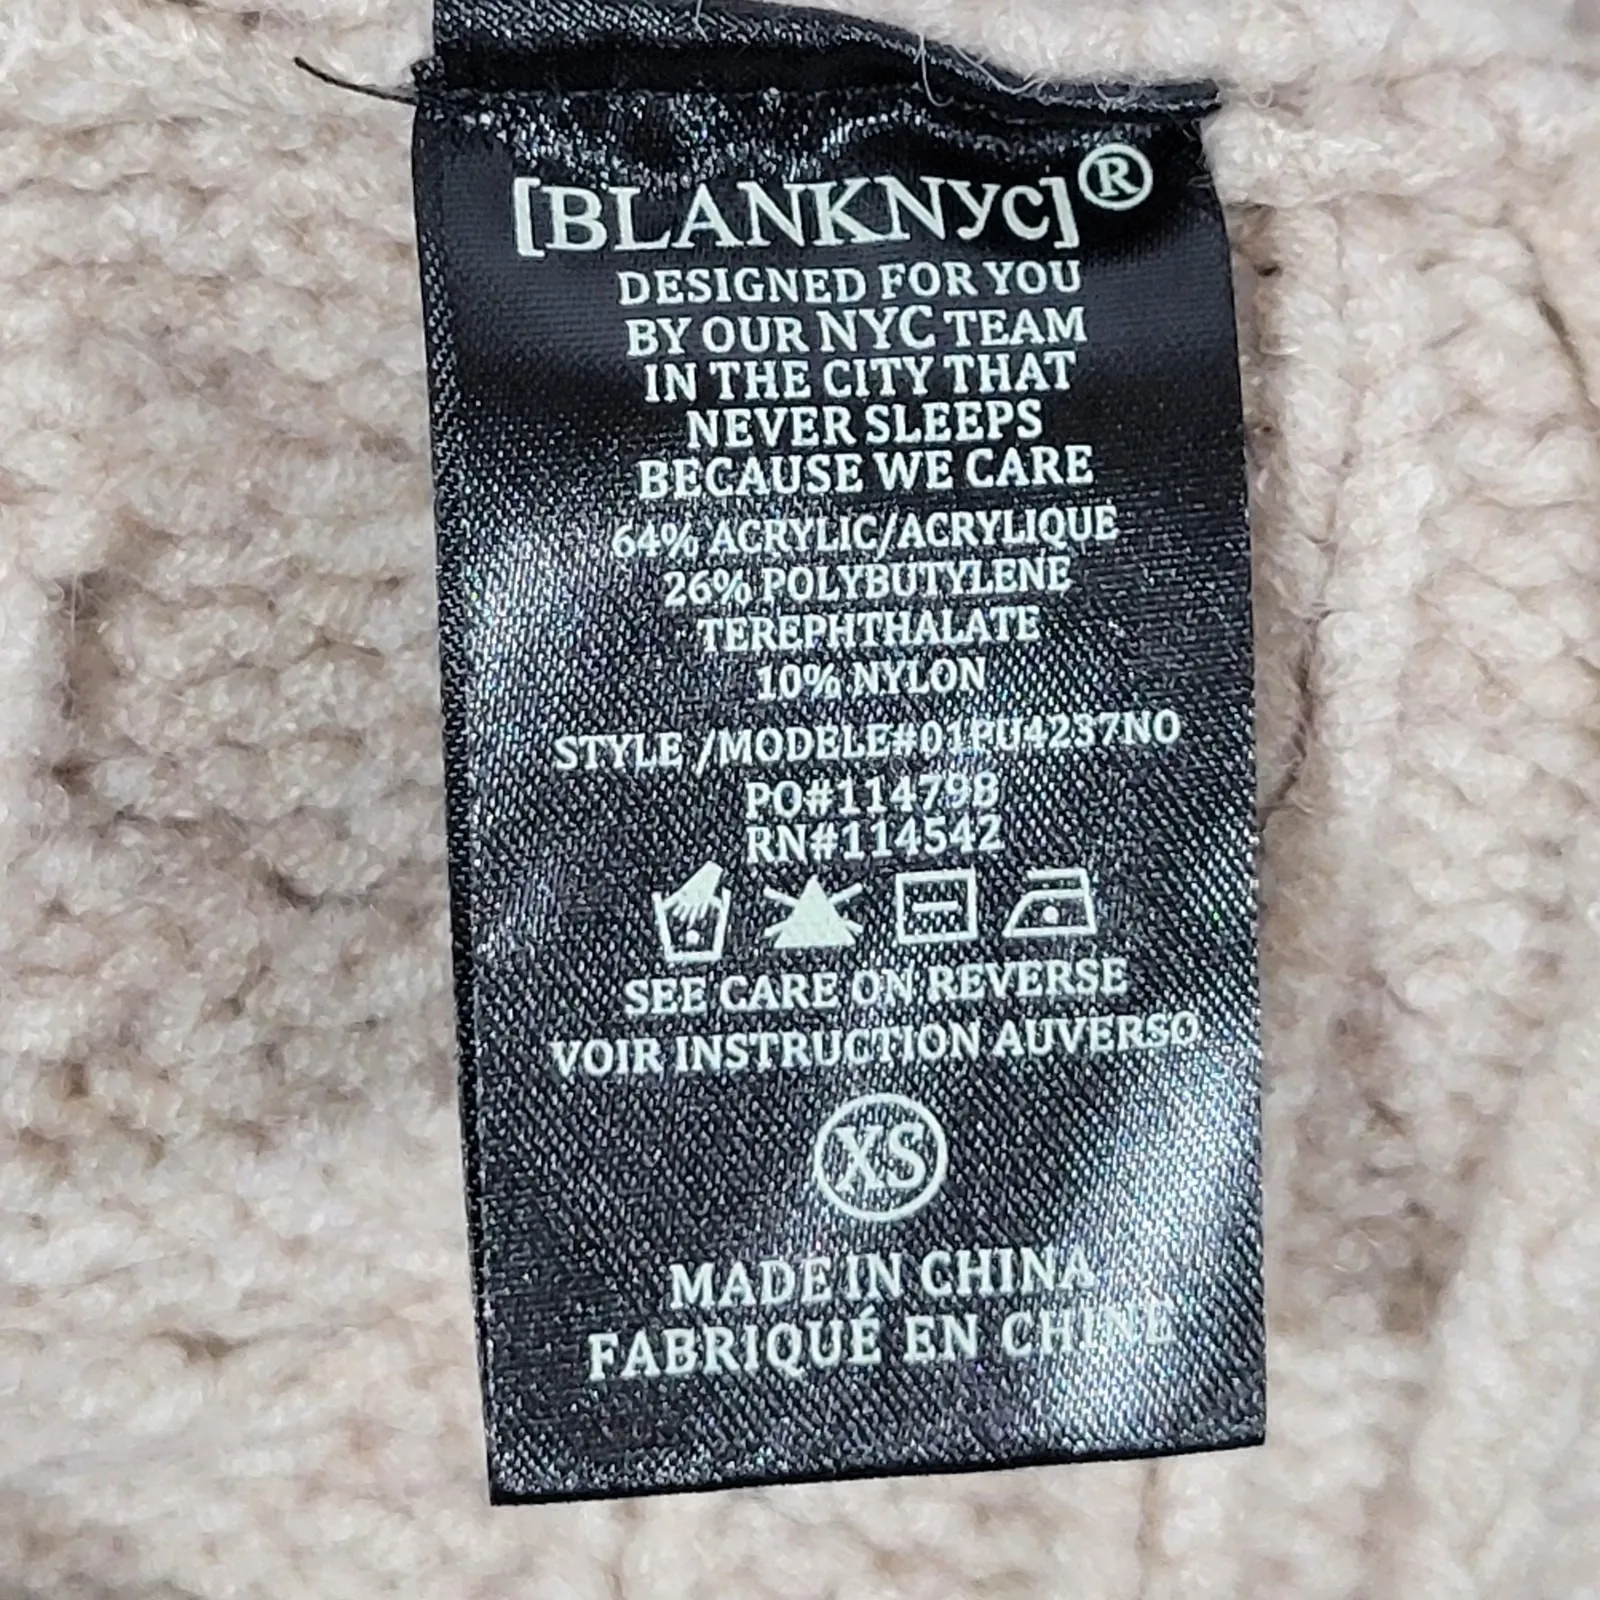 [BLANKNYC]®
DESIGNED FOR YOU
BY OUR NYC TEAM
IN THE CITY THAT
NEVER SLEEPS
BECAUSE WE CARE
64% ACRYLIC/ACRYLIQUE
26% POLYBUTYLENE
TEREPHTHALATE
10% NYLON
STYLE /MODELE#01PU4237NO
PO#114798
RN#114542
SEE CARE ON REVERSE
VOIR INSTRUCTION AUVERSO
XS
MADE IN CHINA
FABRIQUÉ EN CHINE